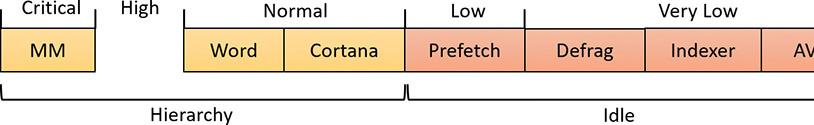 Critical High Normal Low Very Low
MM Word Cortana Prefetch Defrag Indexer AV
Hierarchy Idle